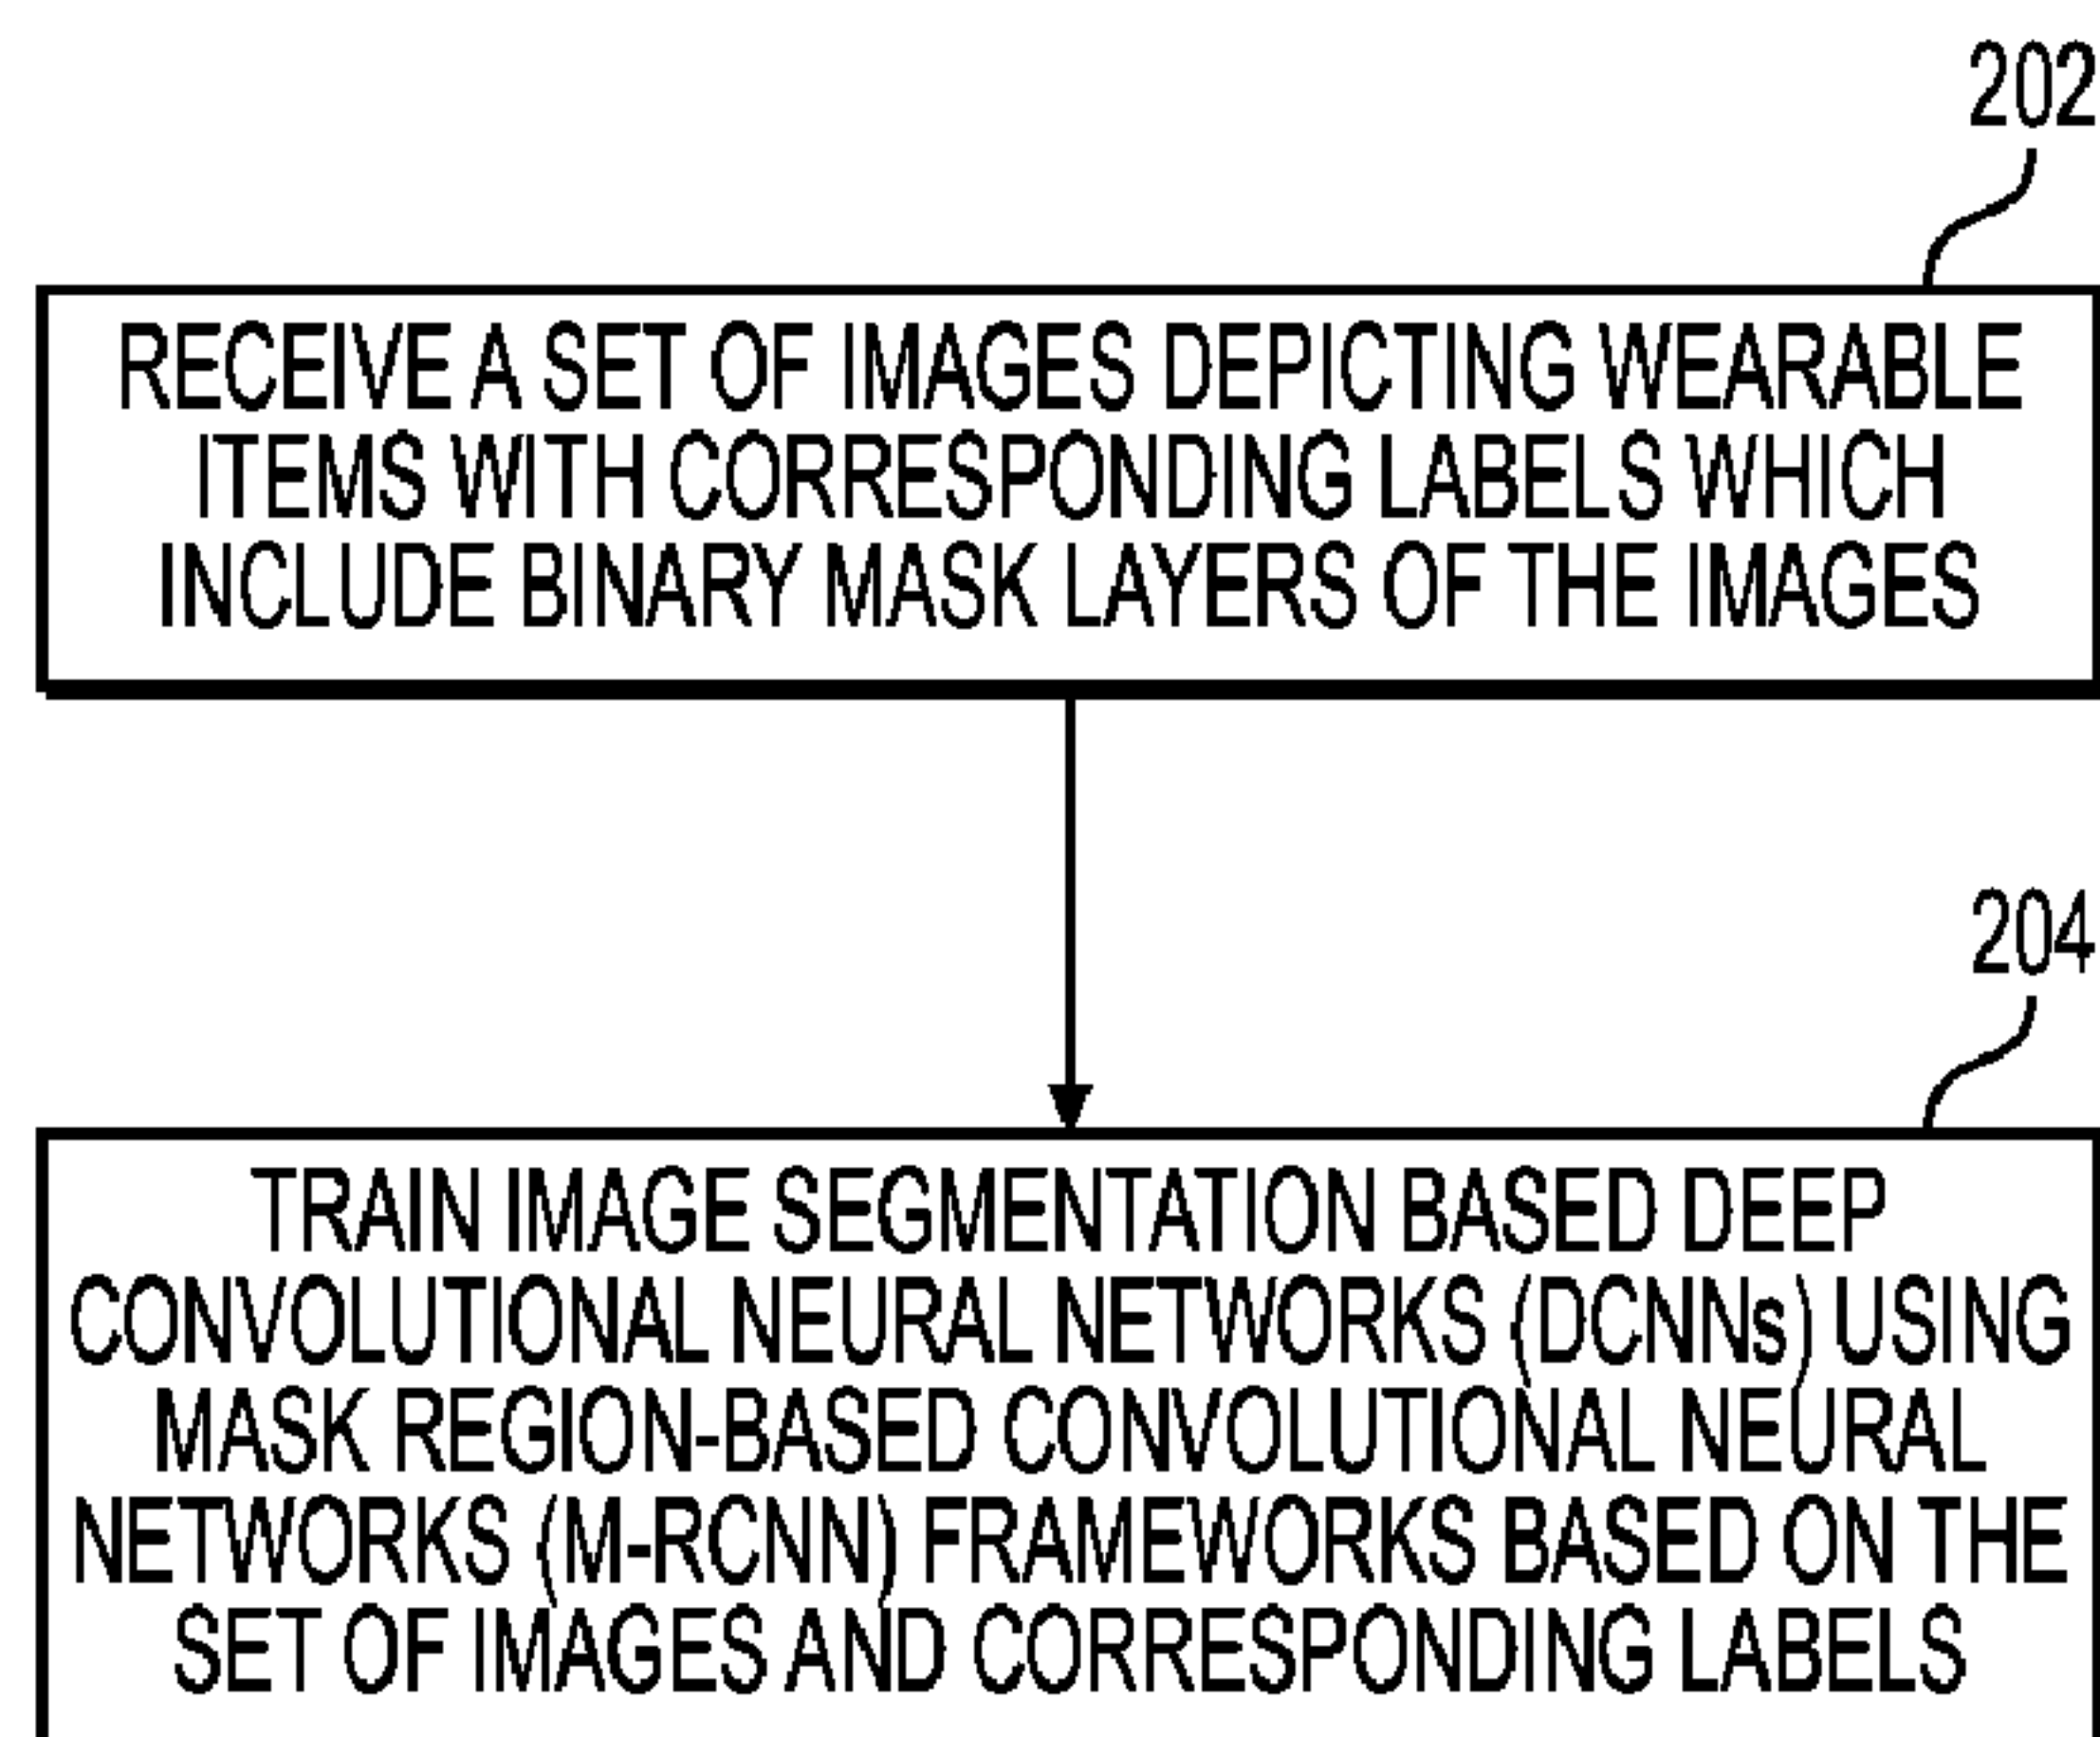 202
RECEIVE A SET OF IMAGES DEPICTING WEARABLE
ITEMS WITH CORRESPONDING LABELS WHICH
INCLUDE BINARY MASK LAYERS OF THE IMAGES
204
TRAIN IMAGE SEGMENTATION BASED DEEP
CONVOLUTIONAL NEURAL NETWORKS (DCNNs) USING
MASK REGION-BASED CONVOLUTIONAL NEURAL
NETWORKS (M-RCNN) FRAMEWORKS BASED ON THE
SET OF IMAGES AND CORRESPONDING LABELS